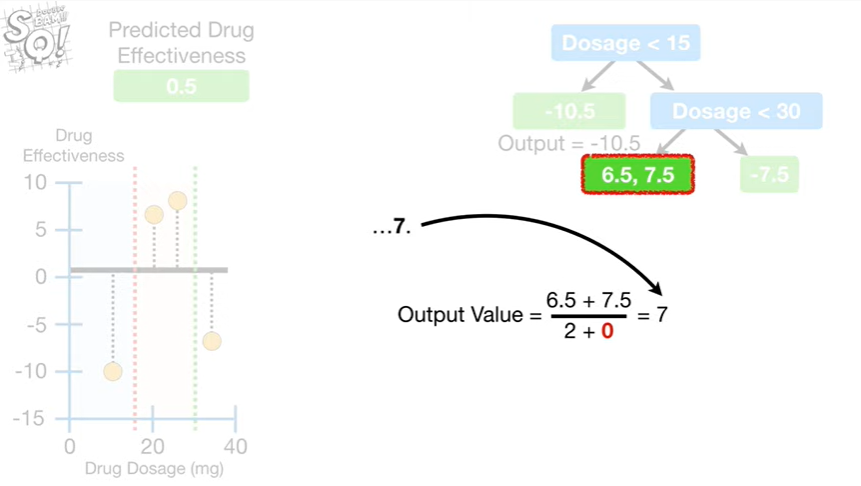 SQ!
Predicted Drug
Effectiveness
0.5
Drug
Effectiveness
10
5
0
-5
-10
-15
0
20
40
Drug Dosage (mg)
Dosage < 15
-10.5
Dosage < 30
Output = -10.5
6.5, 7.5
-7.5
...7.
Output Value = 6.5 + 7.5 / 2 + 0 = 7